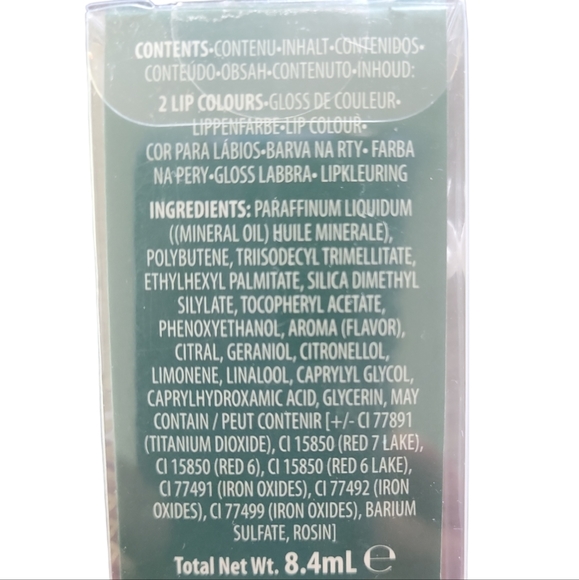 CONTENTS•CONTENU•INHALT•CONTENIDOS•
CONTEÚDO•OBSAH•CONTENUTO•INHOUD:
2 LIP COLOURS•GLOSS DE COULEUR•
LIPPENFARBE•LIP COLOUR•
COR PARA LÁBIOS•BARVA NA RTY• FARBA
NA PERY•GLOSS LABBRA• LIPKLEURING
INGREDIENTS: PARAFFINUM LIQUIDUM
((MINERAL OIL) HUILE MINERALE),
POLYBUTENE, TRIISODECYL TRIMELLITATE,
ETHYLHEXYL PALMITATE, SILICA DIMETHYL
SILYLATE, TOCOPHERYL ACETATE,
PHENOXYETHANOL, AROMA (FLAVOR),
CITRAL, GERANIOL, CITRONELLOL,
LIMONENE, LINALOOL, CAPRYLYL GLYCOL,
CAPRYLHYDROXAMIC ACID, GLYCERIN, MAY
CONTAIN / PEUT CONTENIR [+/- CI 77891
(TITANIUM DIOXIDE), CI 15850 (RED 7 LAKE),
CI 15850 (RED 6), CI 15850 (RED 6 LAKE),
CI 77491 (IRON OXIDES), CI 77492 (IRON
OXIDES), CI 77499 (IRON OXIDES), BARIUM
SULFATE, ROSIN]
Total Net Wt. 8.4mL ℮